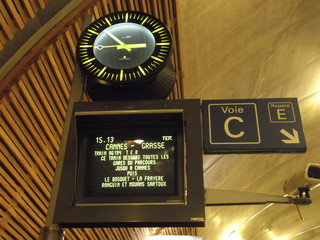 15.13 TER
CANNES - GRASSE
TRAIN 86194 T E R
CE TRAIN DESSERT TOUTES LES
GARES DU PARCOURS
JUSQU A CANNES
PUIS
LE BOSQUET - LA FRAYERE
RANGUIN ET MOUANS SARTOUX
Voie
C
Repère
E